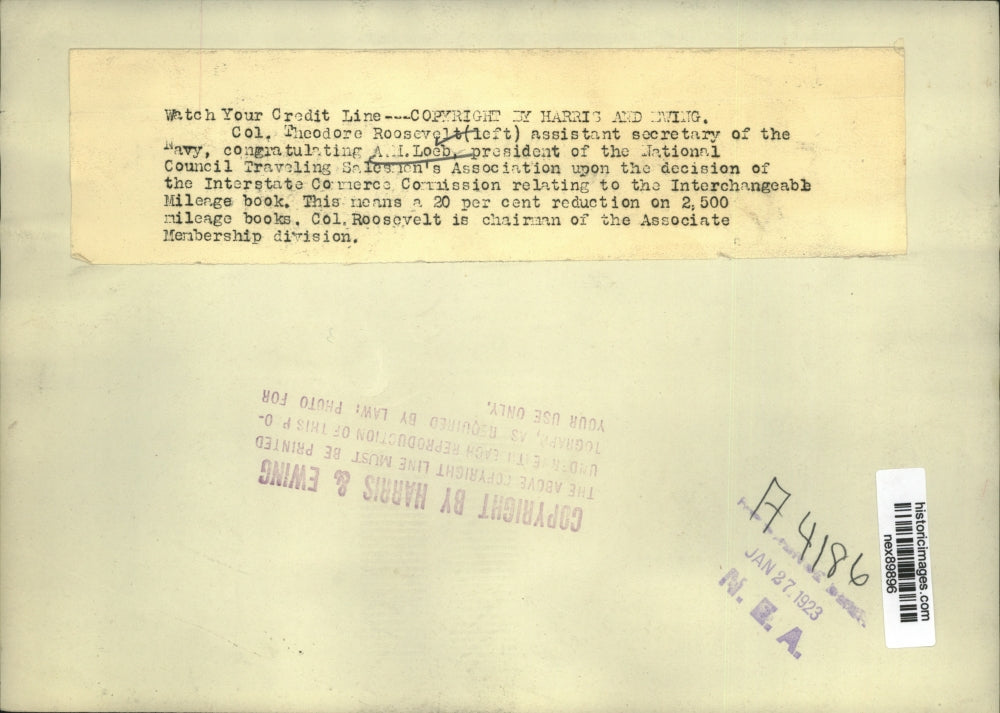 Watch Your Credit Line---COPYRIGHT BY HARRIS AND EWING.
Col. Theodore Roosevelt(left) assistant secretary of the
Navy, congratulating A.M.Loeb, president of the National
Council Traveling Salesmen's Association upon the decision of
the Interstate Commerce Commission relating to the Interchangeabl
Mileage book. This means a 20 per cent reduction on 2,500
mileage books. Col.Roosevelt is chairman of the Associate
Membership division.
COPYRIGHT BY HARRIS & EWING
THE ABOVE COPYRIGHT LINE MUST BE PRINTED
UNDERNEATH EACH REPRODUCTION OF THIS PHO-
TOGRAPH, AS REQUIRED BY LAW. PHOTO FOR
YOUR USE ONLY.
A 4186
JAN 27 1923
N. E. A.
historicimages.com
nex89896